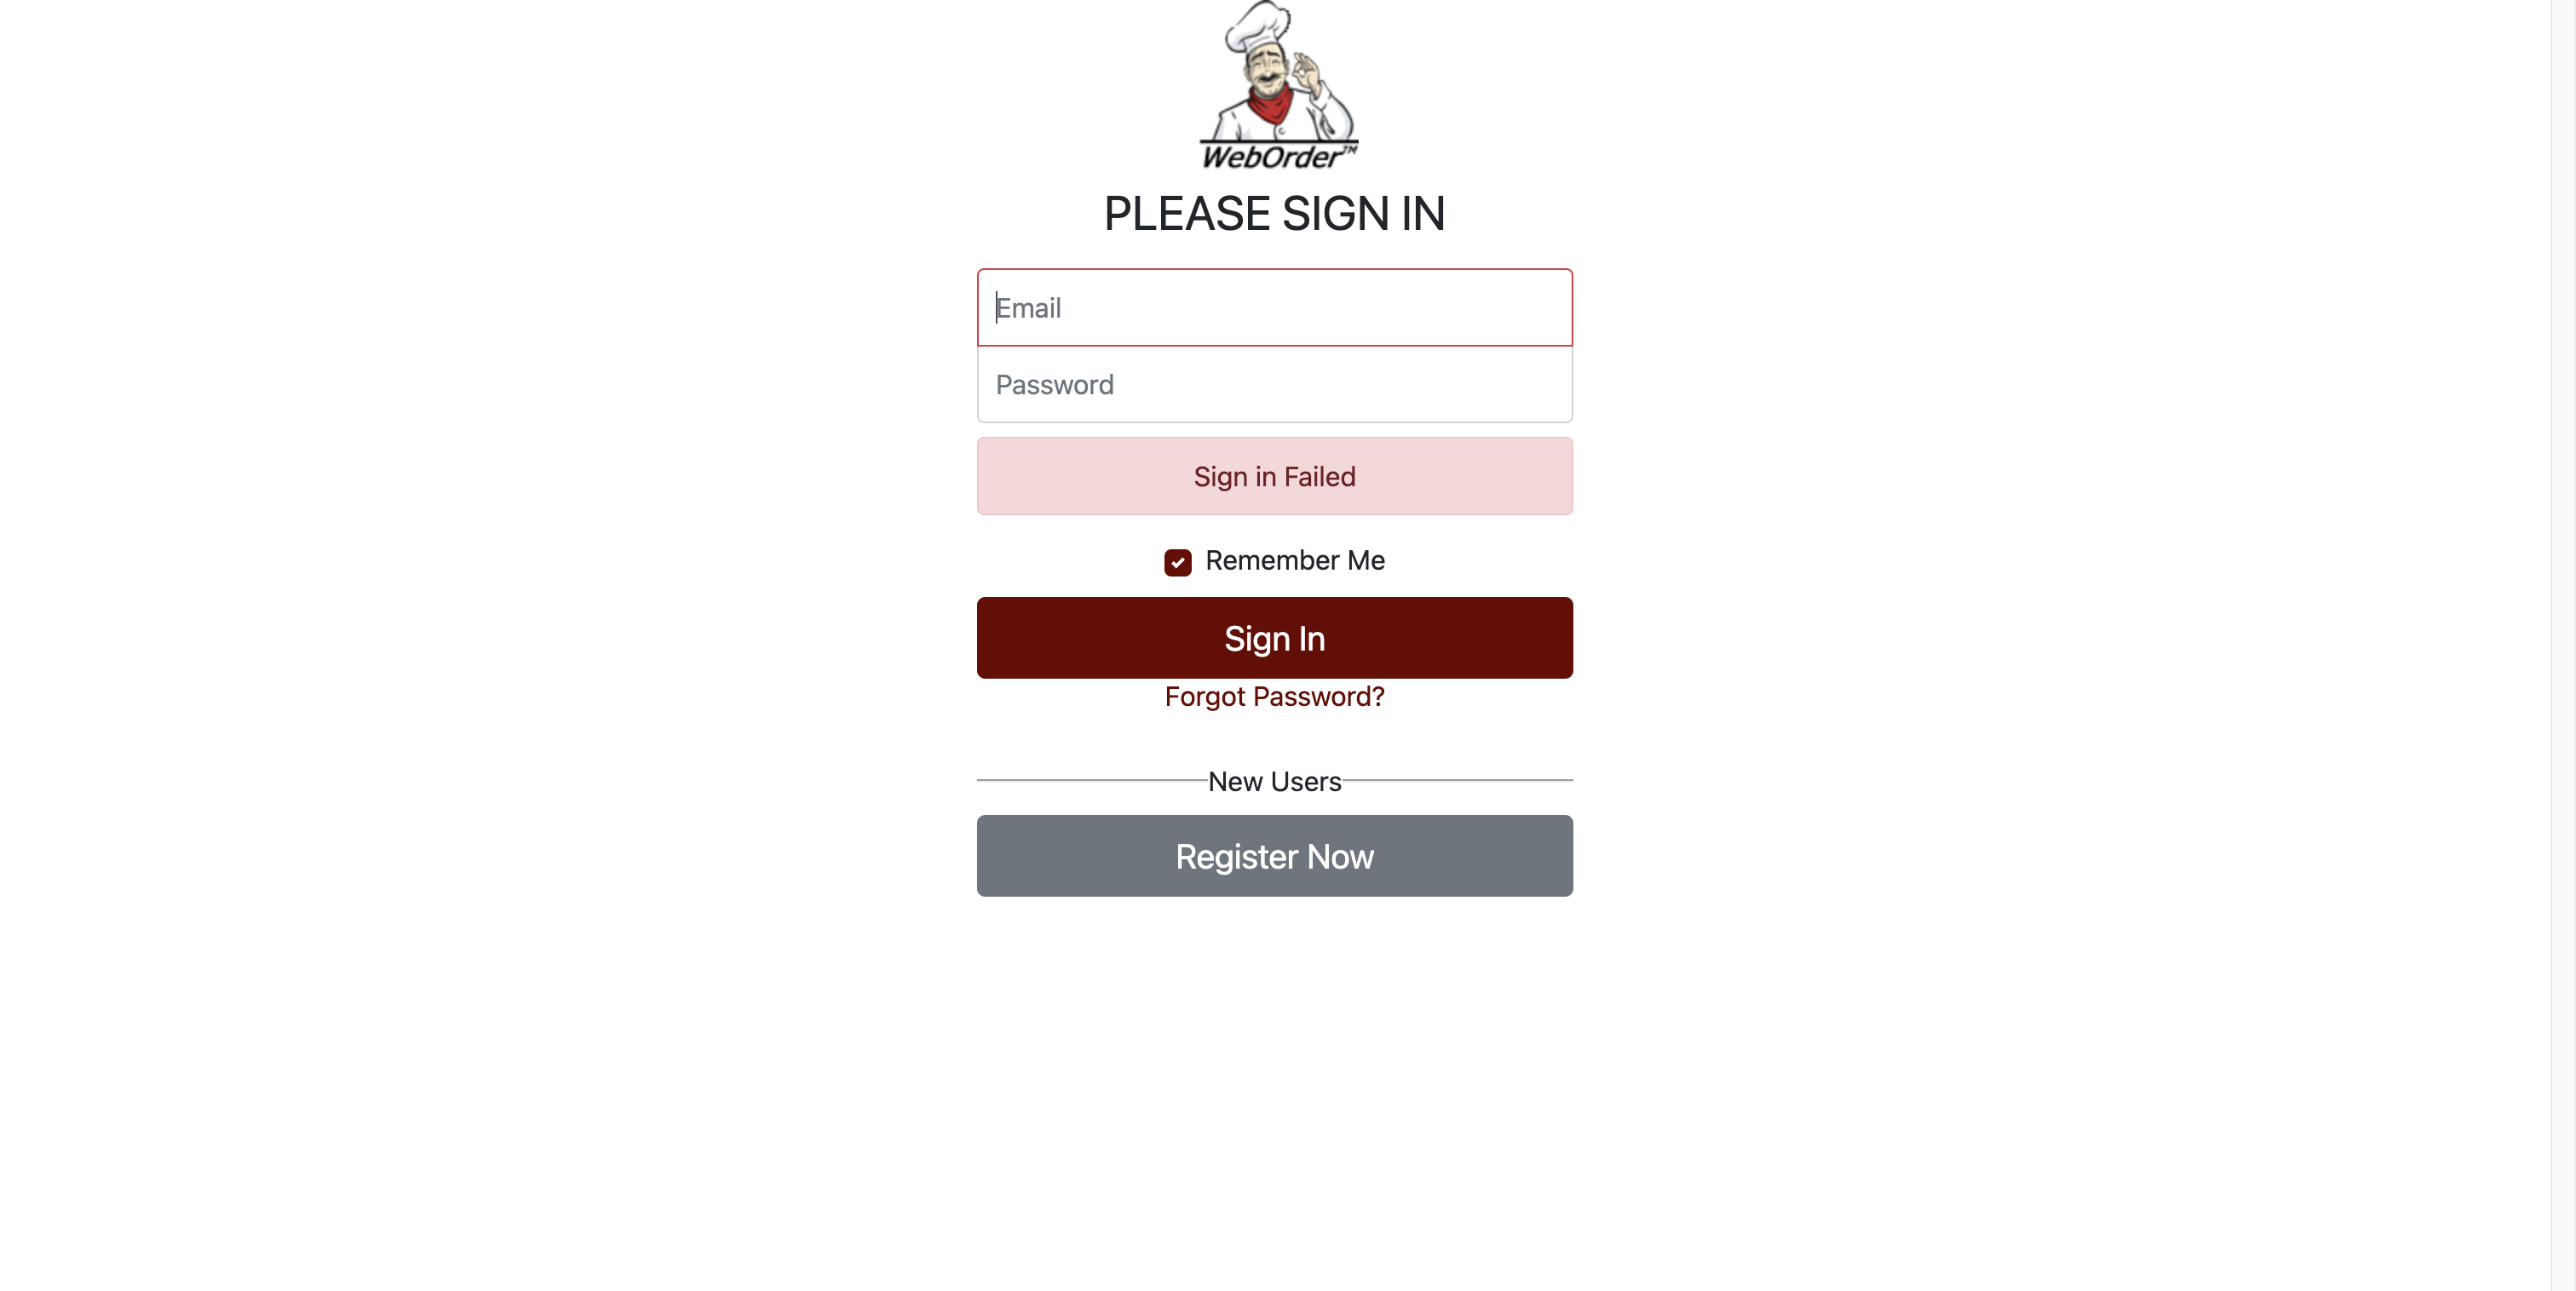 WebOrder™
PLEASE SIGN IN
Email
Password
Sign in Failed
Remember Me
Sign In
Forgot Password?
New Users
Register Now